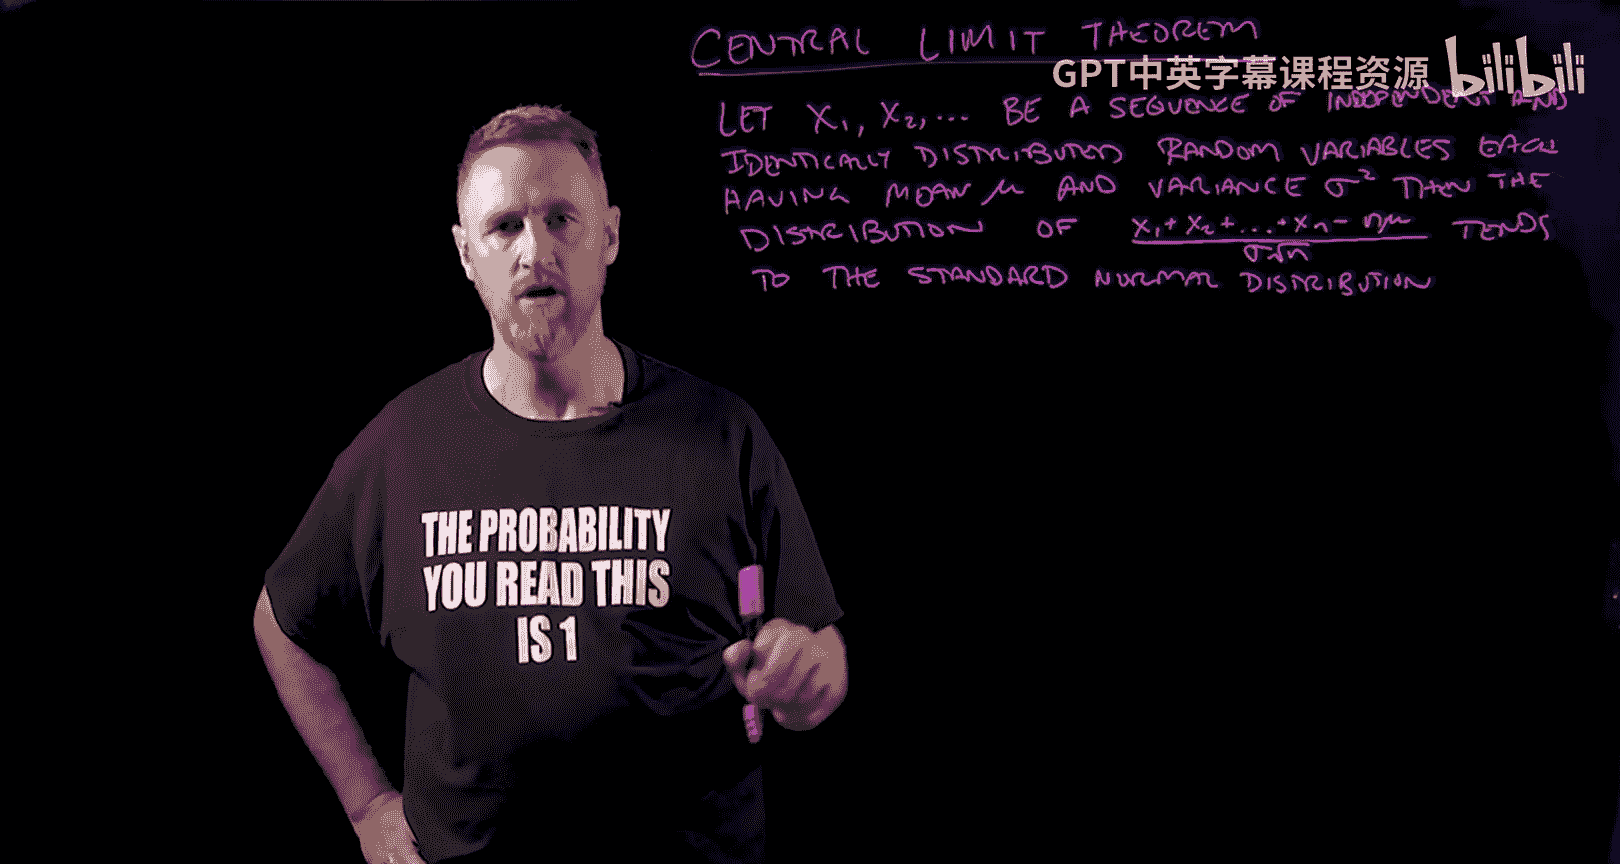 CENTRAL LIMIT THEOREM
GPT中英字幕课程资源 bilibili
LET X₁, X₂, ... BE A SEQUENCE OF INDEPENDENT AND
IDENTICALLY DISTRIBUTED RANDOM VARIABLES EACH
HAVING MEAN μ AND VARIANCE σ² THEN THE
DISTRIBUTION OF (X₁ + X₂ + ... + Xₙ - nμ) / (σ√n) TENDS
TO THE STANDARD NORMAL DISTRIBUTION
THE PROBABILITY
YOU READ THIS
IS 1